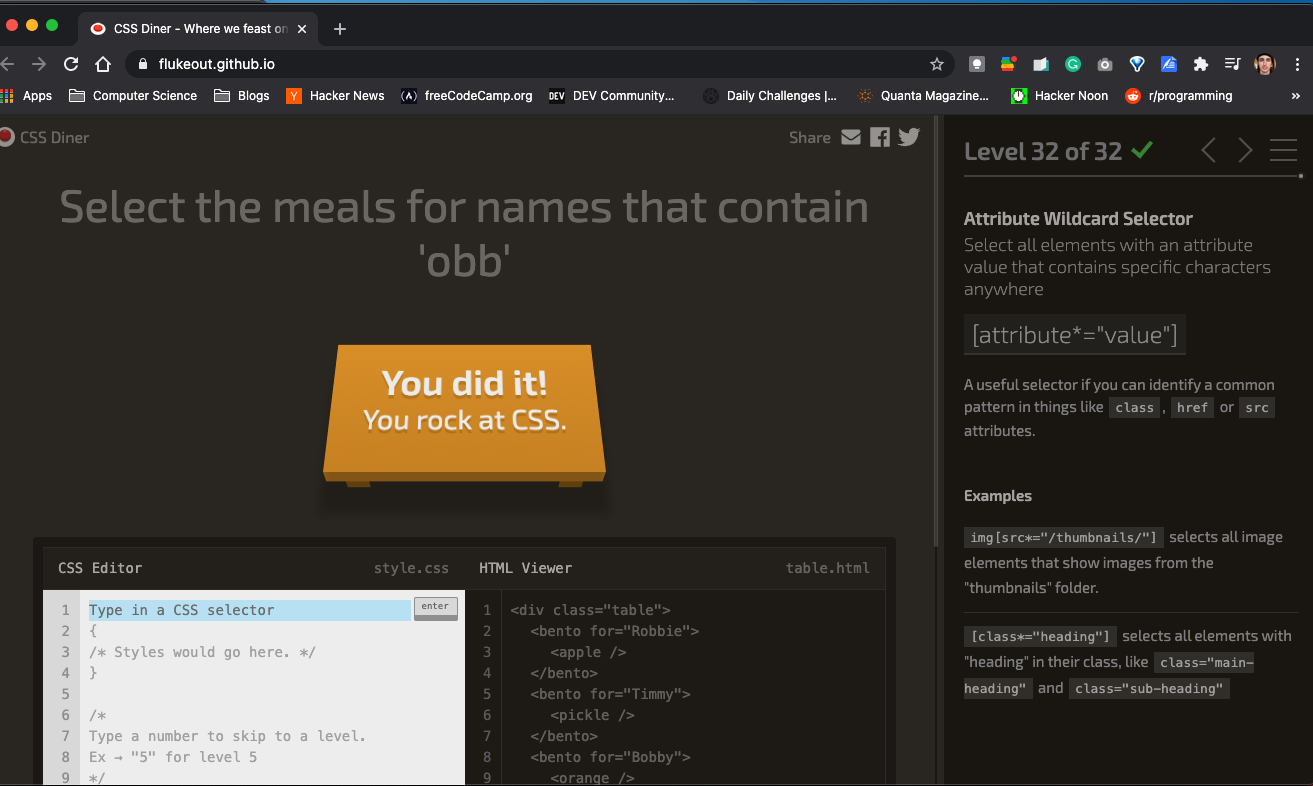 CSS Diner - Where we feast on
flukeout.github.io
Apps
Computer Science
Blogs
Hacker News
freeCodeCamp.org
DEV DEV Community...
Daily Challenges |...
Quanta Magazine...
Hacker Noon
r/programming
»
CSS Diner
Share
Select the meals for names that contain
'obb'
You did it!
You rock at CSS.
CSS Editor
style.css
HTML Viewer
table.html
1 Type in a CSS selector
enter
2 {
3 /* Styles would go here. */
4 }
5
6 /*
7 Type a number to skip to a level.
8 Ex → "5" for level 5
9 */
1 <div class="table">
2 <bento for="Robbie">
3 <apple />
4 </bento>
5 <bento for="Timmy">
6 <pickle />
7 </bento>
8 <bento for="Bobby">
9 <orange />
Level 32 of 32
Attribute Wildcard Selector
Select all elements with an attribute
value that contains specific characters
anywhere
[attribute*="value"]
A useful selector if you can identify a common
pattern in things like class , href or src
attributes.
Examples
img[src*="/thumbnails/"] selects all image
elements that show images from the
"thumbnails" folder.
[class*="heading"] selects all elements with
"heading" in their class, like class="main-
heading" and class="sub-heading"